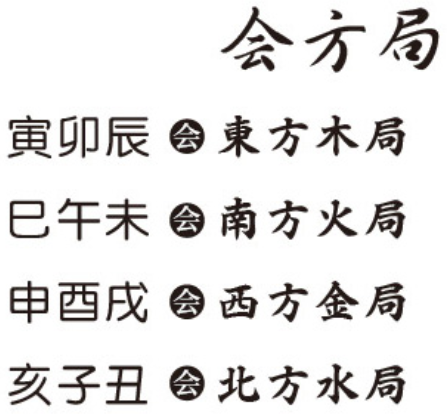 会方局
寅卯辰 会 東方木局
巳午未 会 南方火局
申酉戌 会 西方金局
亥子丑 会 北方水局